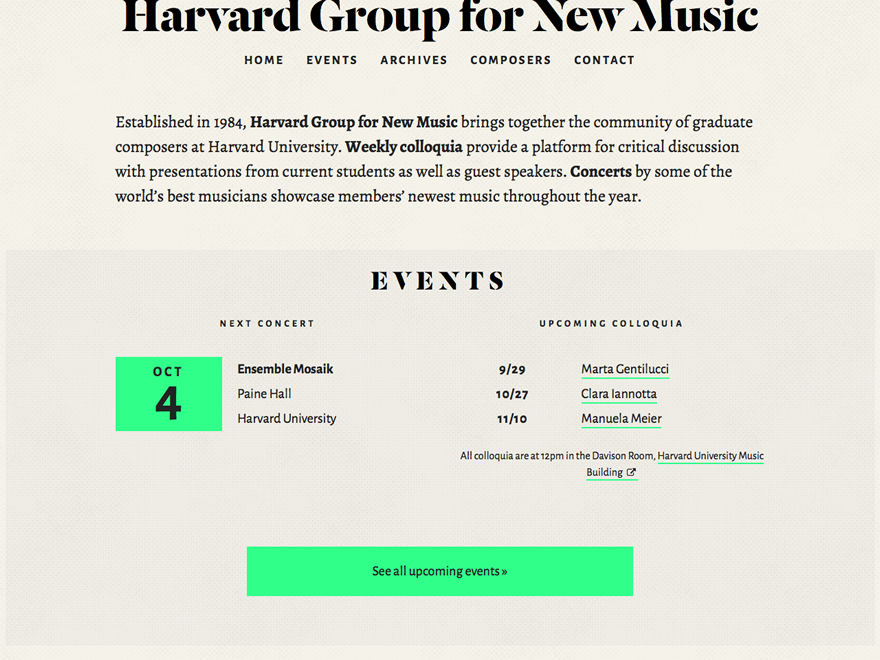 Harvard Group for New Music
HOME EVENTS ARCHIVES COMPOSERS CONTACT
Established in 1984, Harvard Group for New Music brings together the community of graduate
composers at Harvard University. Weekly colloquia provide a platform for critical discussion
with presentations from current students as well as guest speakers. Concerts by some of the
world’s best musicians showcase members’ newest music throughout the year.
EVENTS
NEXT CONCERT
OCT
4
Ensemble Mosaik
Paine Hall
Harvard University
UPCOMING COLLOQUIA
9/29 Marta Gentilucci
10/27 Clara Iannotta
11/10 Manuela Meier
All colloquia are at 12pm in the Davison Room, Harvard University Music
Building
See all upcoming events »